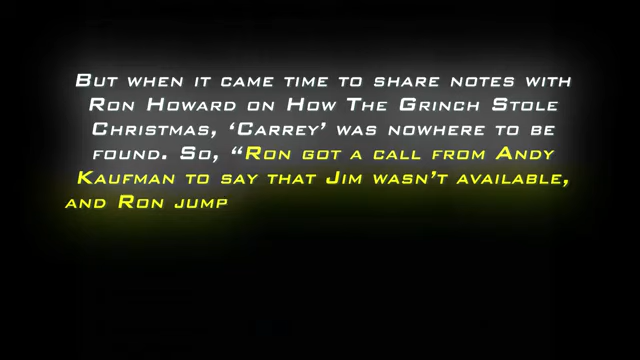 But when it came time to share notes with
Ron Howard on How The Grinch Stole
Christmas, ‘Carrey’ was nowhere to be
found. So, “Ron got a call from Andy
Kaufman to say that Jim wasn’t available,
and Ron jump